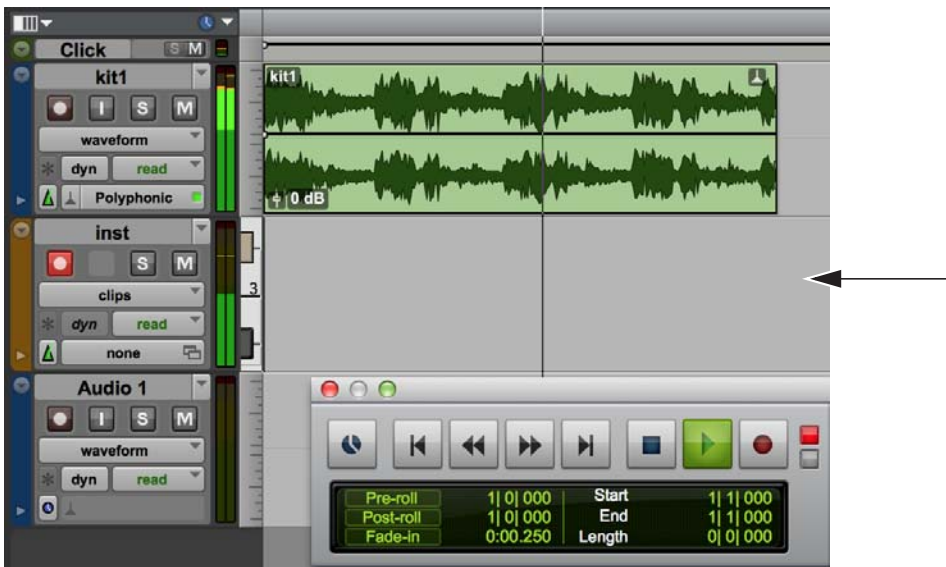 Click S M
kit1
I S M
waveform
dyn read
Polyphonic
kit1
0 dB
inst
S M
clips
dyn read
none
3
Audio 1
I S M
waveform
dyn read
Pre-roll 1| 0| 000 Start 1| 1| 000
Post-roll 1| 0| 000 End 1| 1| 000
Fade-in 0:00.250 Length 0| 0| 000